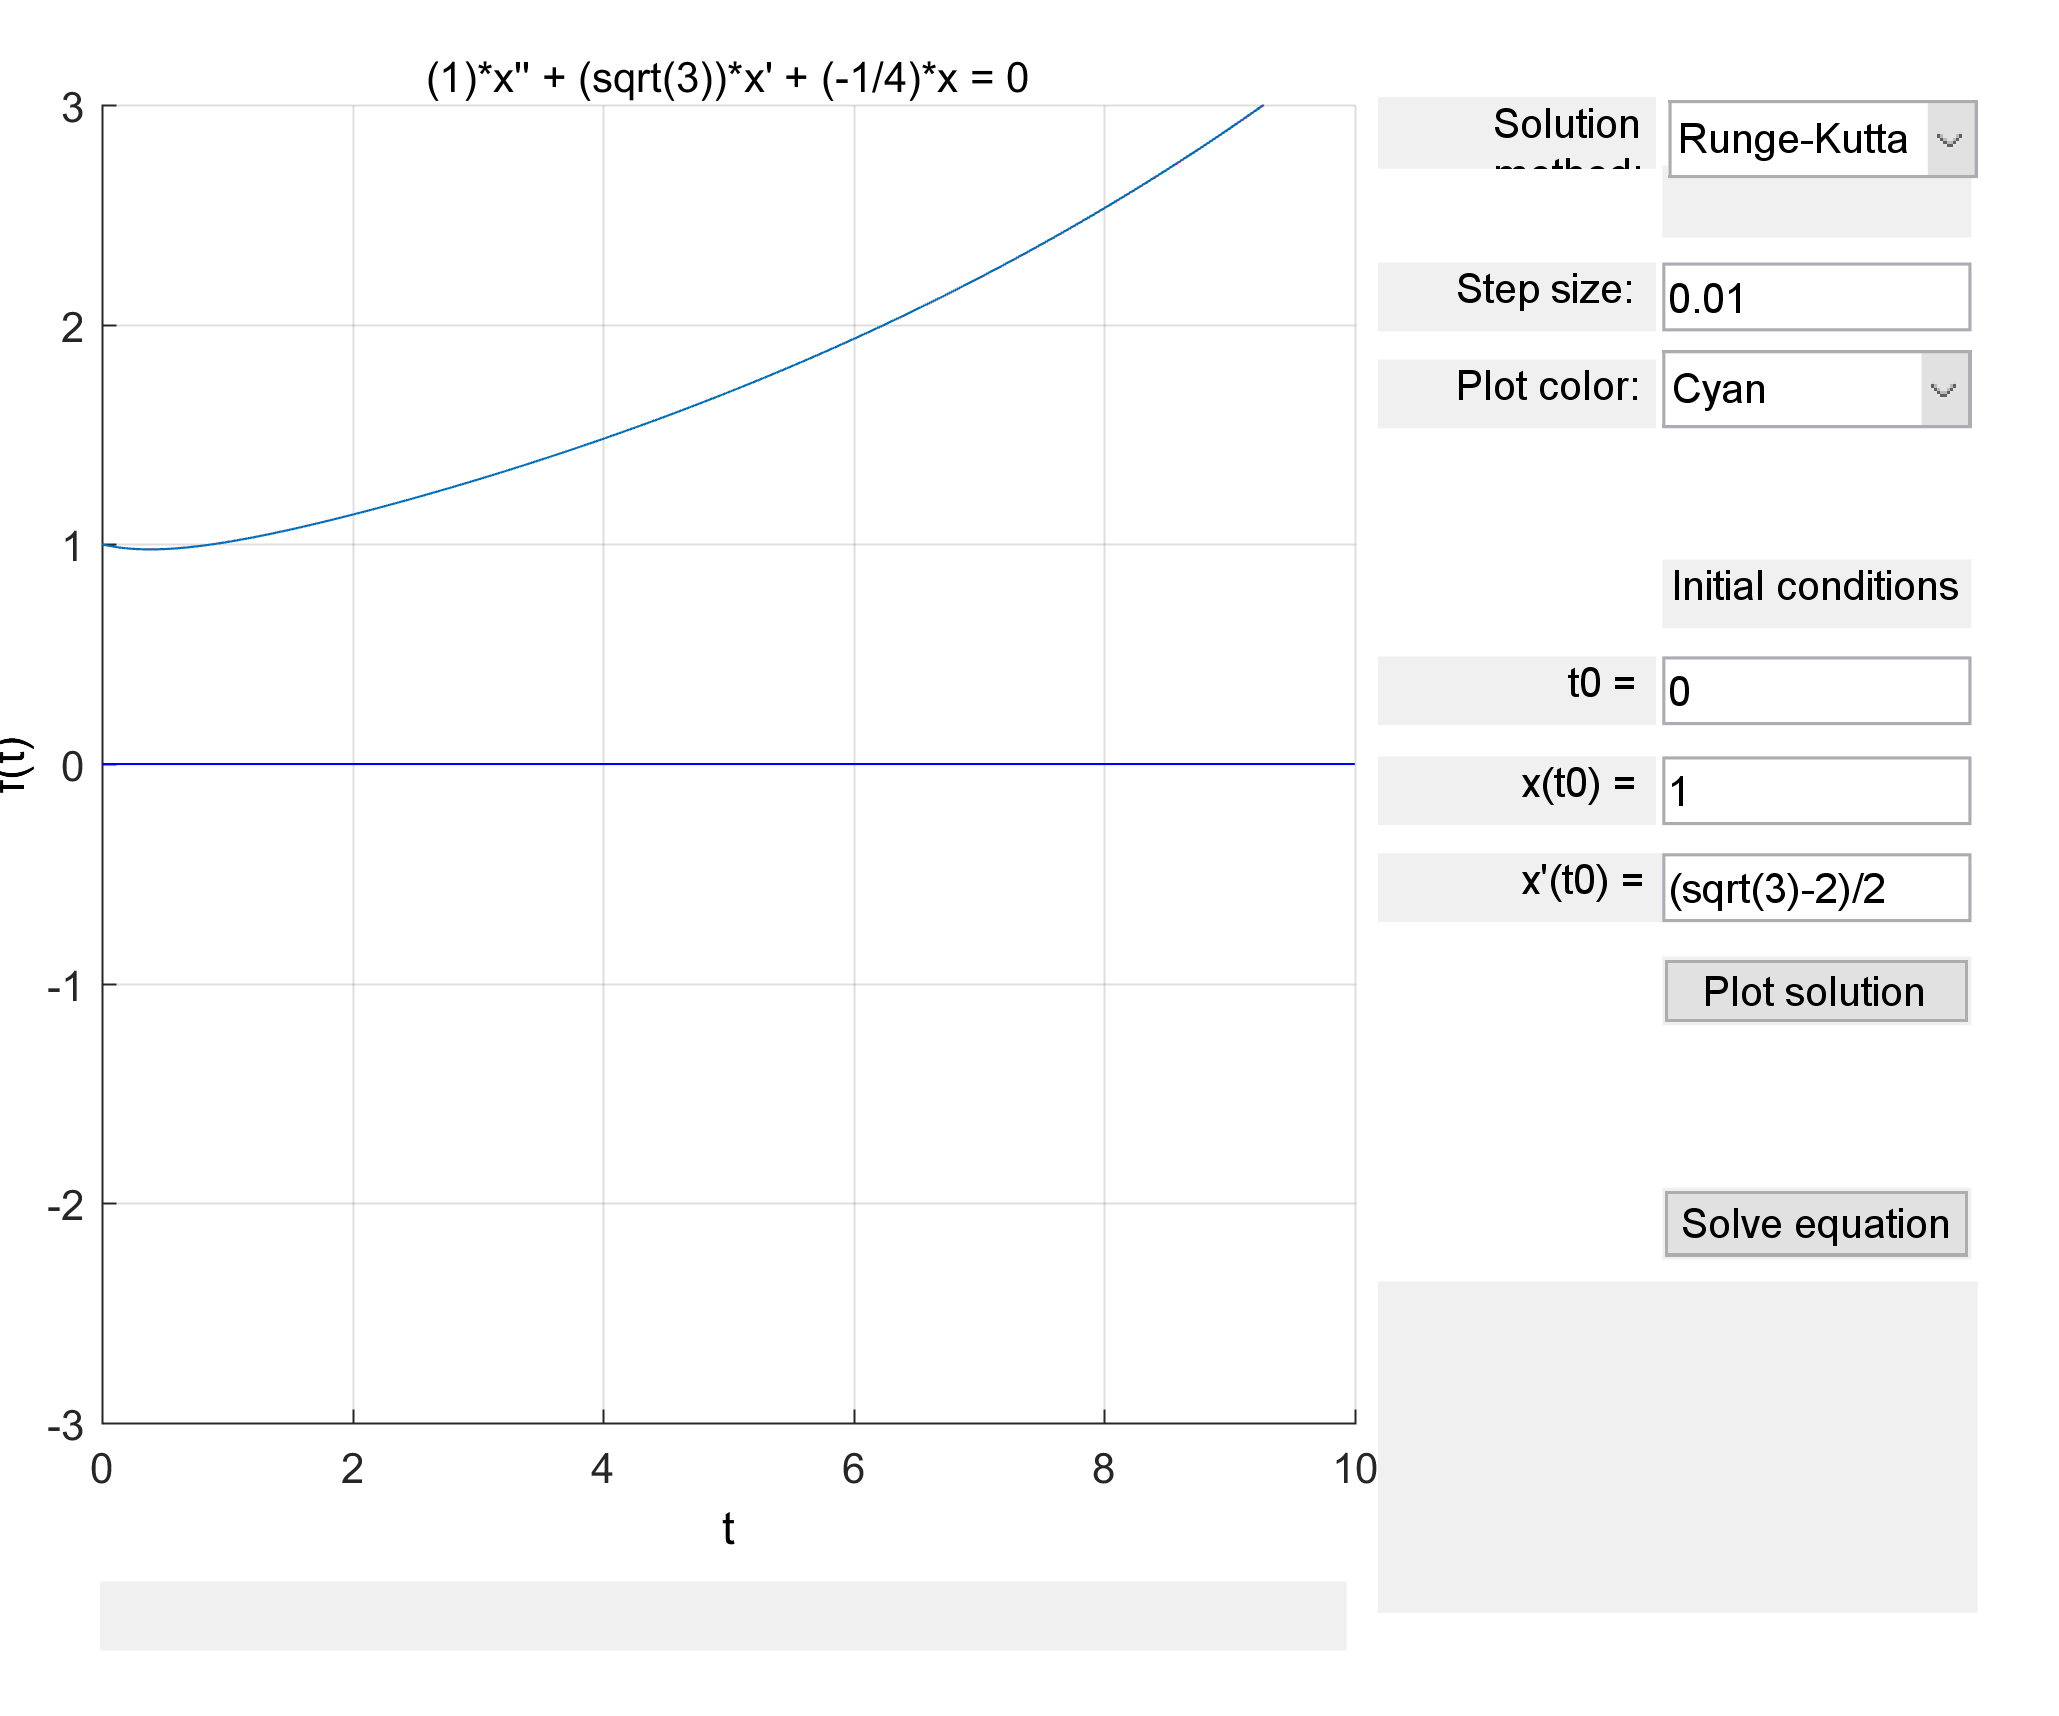 (1)*x'' + (sqrt(3))*x' + (-1/4)*x = 0
3
2
1
0
-1
-2
-3
f(t)
0 2 4 6 8 10
t
Solution
method:
Runge-Kutta
Step size: 0.01
Plot color: Cyan
Initial conditions
t0 = 0
x(t0) = 1
x'(t0) = (sqrt(3)-2)/2
Plot solution
Solve equation